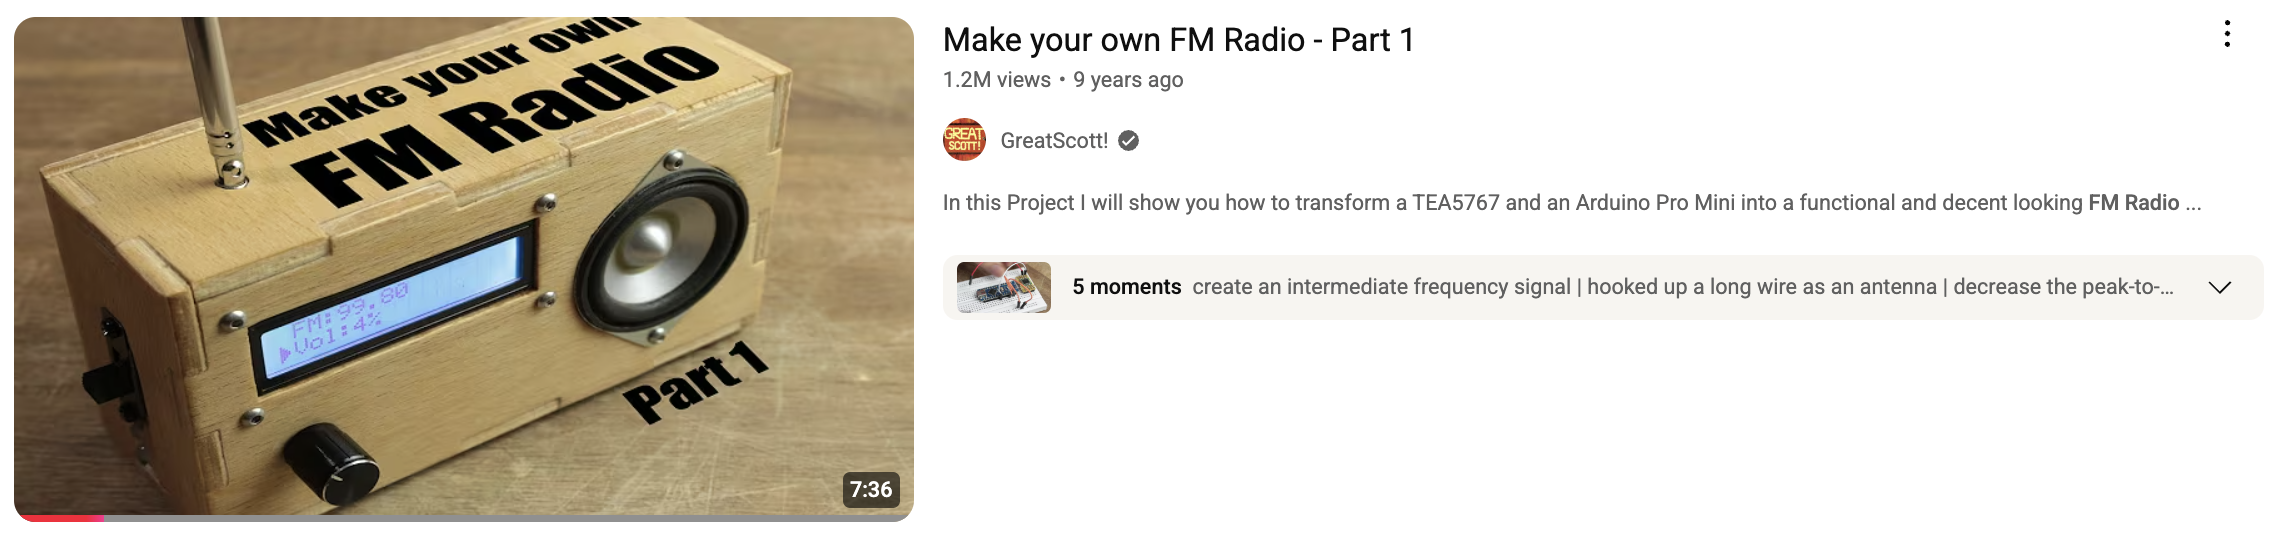 Make your own
FM Radio
FM:99.80
Vol:4%
Part 1
7:36
Make your own FM Radio - Part 1
1.2M views • 9 years ago
GREAT
SCOTT!
GreatScott!
In this Project I will show you how to transform a TEA5767 and an Arduino Pro Mini into a functional and decent looking FM Radio ...
5 moments create an intermediate frequency signal | hooked up a long wire as an antenna | decrease the peak-to-...